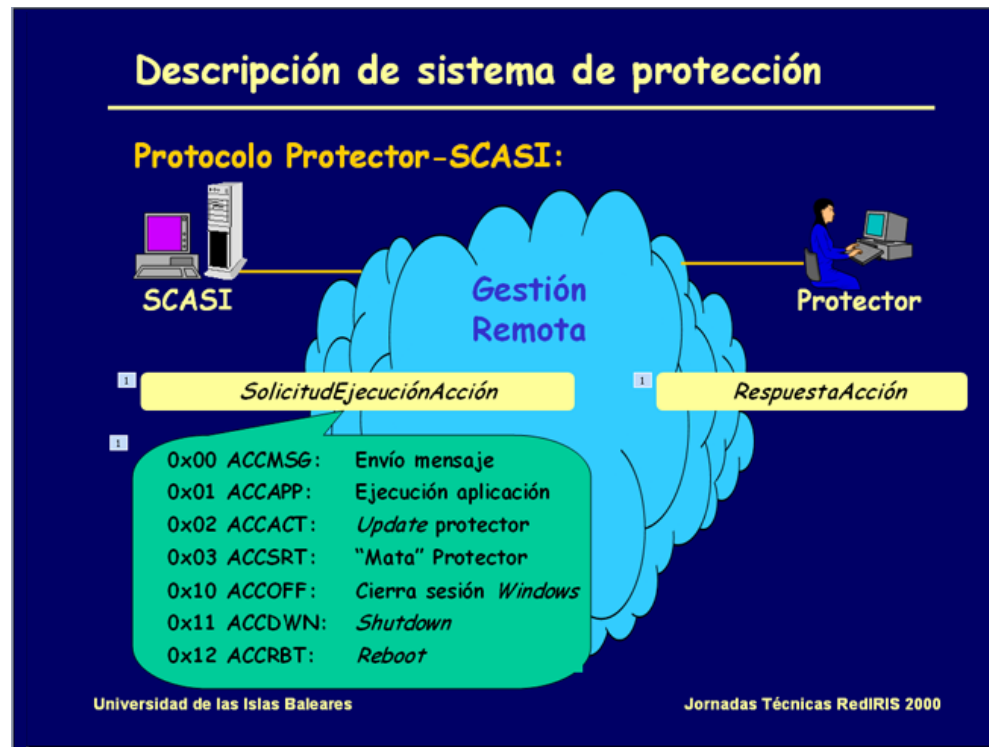 Descripción de sistema de protección
Protocolo Protector-SCASI:
SCASI
Gestión
Remota
Protector
1
SolicitudEjecuciónAcción
1
RespuestaAcción
1
0x00 ACCMSG: Envío mensaje
0x01 ACCAPP: Ejecución aplicación
0x02 ACCACT: Update protector
0x03 ACCSRT: “Mata” Protector
0x10 ACCOFF: Cierra sesión Windows
0x11 ACCDWN: Shutdown
0x12 ACCRBT: Reboot
Universidad de las Islas Baleares
Jornadas Técnicas RedIRIS 2000